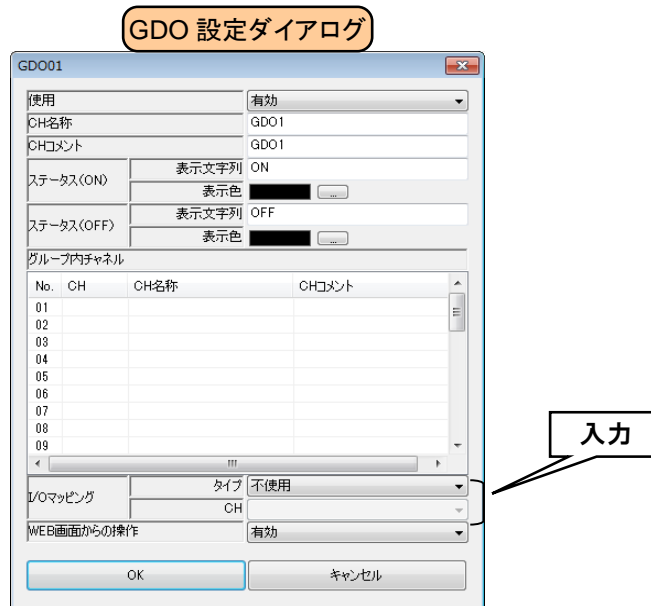 GDO 設定ダイアログ
GDO01
使用 有効
CH名称 GDO1
CHコメント GDO1
ステータス(ON) 表示文字列 ON
表示色 ...
ステータス(OFF) 表示文字列 OFF
表示色 ...
グループ内チャネル
No. CH CH名称 CHコメント
01
02
03
04
05
06
07
08
09
I/Oマッピング タイプ 不使用
CH
WEB画面からの操作 有効
OK キャンセル
入力